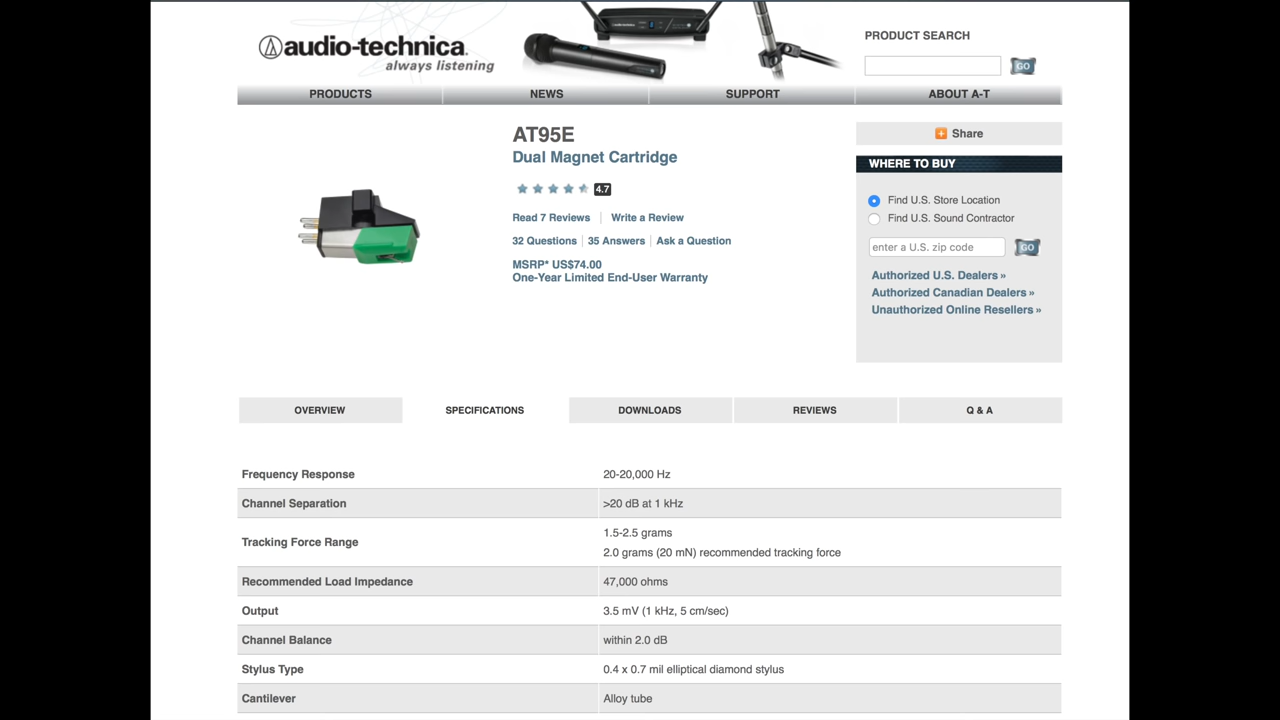 audio-technica
always listening
PRODUCT SEARCH
GO
PRODUCTS
NEWS
SUPPORT
ABOUT A-T
AT95E
Dual Magnet Cartridge
4.7
Read 7 Reviews
Write a Review
32 Questions
35 Answers
Ask a Question
MSRP* US$74.00
One-Year Limited End-User Warranty
Share
WHERE TO BUY
Find U.S. Store Location
Find U.S. Sound Contractor
enter a U.S. zip code
GO
Authorized U.S. Dealers »
Authorized Canadian Dealers »
Unauthorized Online Resellers »
OVERVIEW
SPECIFICATIONS
DOWNLOADS
REVIEWS
Q & A
Frequency Response
20-20,000 Hz
Channel Separation
>20 dB at 1 kHz
Tracking Force Range
1.5-2.5 grams
2.0 grams (20 mN) recommended tracking force
Recommended Load Impedance
47,000 ohms
Output
3.5 mV (1 kHz, 5 cm/sec)
Channel Balance
within 2.0 dB
Stylus Type
0.4 x 0.7 mil elliptical diamond stylus
Cantilever
Alloy tube